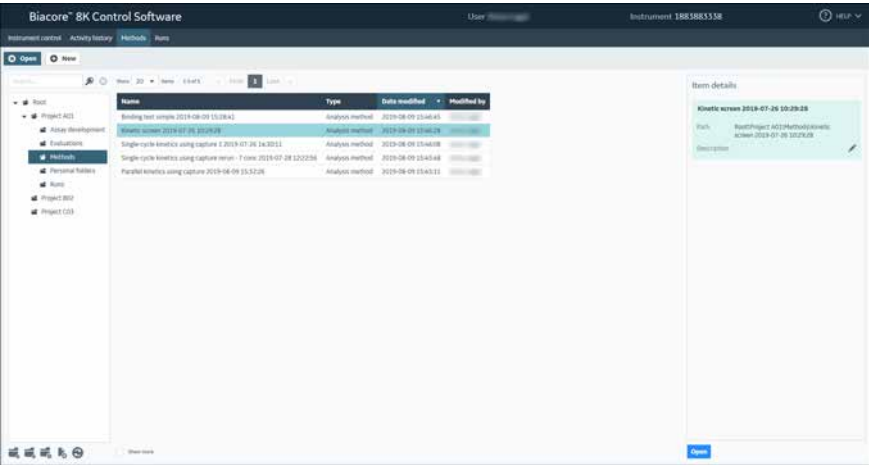 Biacore™ 8K Control Software
User
Instrument 1883883338
? HELP
Instrument control Activity history Methods Runs
Open New
Show 20 items
1
Item details
Root
Project A01
Assay development
Evaluations
Methods
Personal folders
Runs
Project B02
Project C03
Name Type Date modified Modified by
Binding test simple 2019-08-09 15:28:41 Analysis method 2019-08-09 15:46:45
Kinetic screen 2019-07-26 10:29:28 Analysis method 2019-08-09 15:46:28
Single-cycle kinetics using capture 1 2019-07-26 14:30:11 Analysis method 2019-08-09 15:46:08
Single-cycle kinetics using capture rerun - 7 conc 2019-07-28 12:22:56 Analysis method 2019-08-09 15:45:48
Parallel kinetics using capture 2019-08-09 15:37:26 Analysis method 2019-08-09 15:45:31
Kinetic screen 2019-07-26 10:29:28
Path Root\Project A01\Methods\Kinetic
screen 2019-07-26 10:29:28
Description
Show more
Open